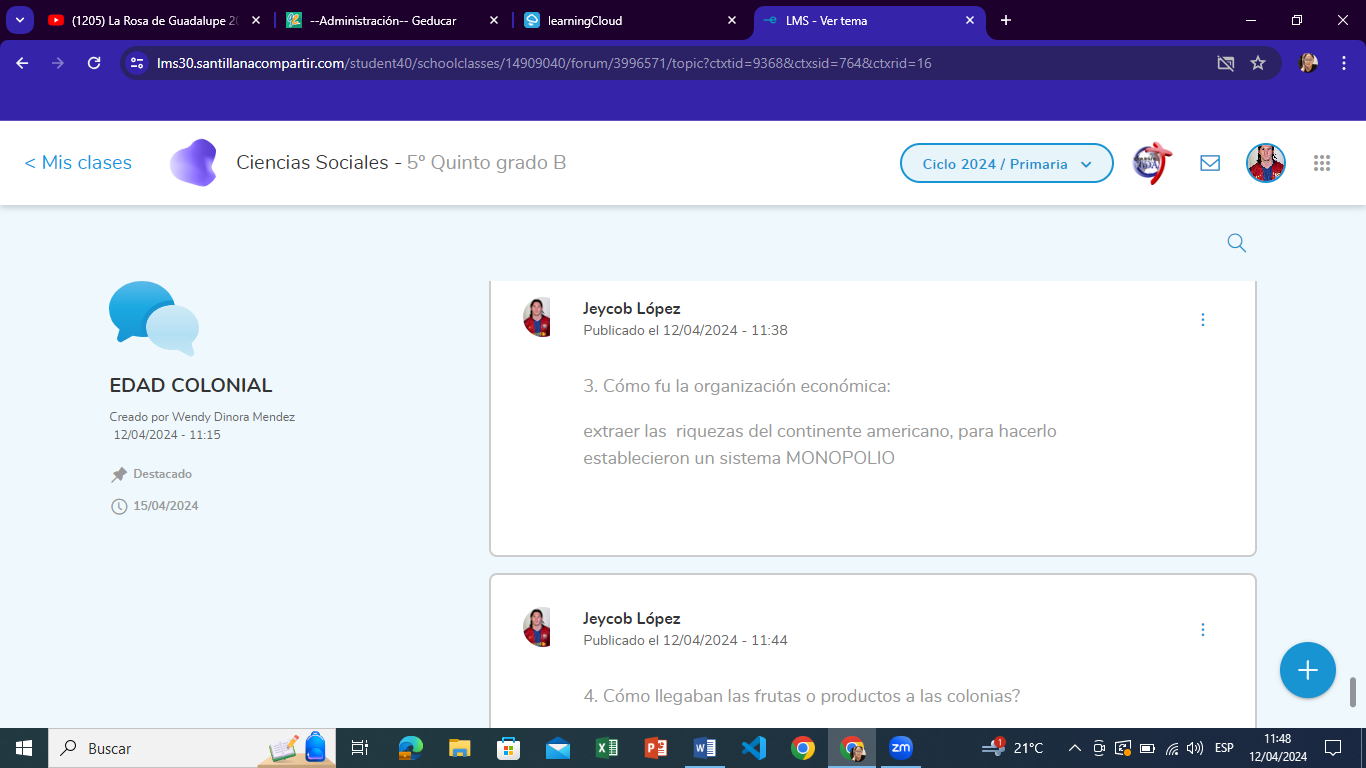 (1205) La Rosa de Guadalupe 20
--Administración-- Geducar
learningCloud
LMS - Ver tema
lms30.santillanacompartir.com/student40/schoolclasses/14909040/forum/3996571/topic?ctxtid=9368&ctxsid=764&ctxrid=16
< Mis clases
Ciencias Sociales - 5º Quinto grado B
Ciclo 2024 / Primaria
EDAD COLONIAL
Creado por Wendy Dinora Mendez
12/04/2024 - 11:15
Destacado
15/04/2024
Jeycob López
Publicado el 12/04/2024 - 11:38
3. Cómo fu la organización económica:
extraer las  riquezas del continente americano, para hacerlo
establecieron un sistema MONOPOLIO
Jeycob López
Publicado el 12/04/2024 - 11:44
4. Cómo llegaban las frutas o productos a las colonias?
Buscar
zm
1
21°C
ESP
11:48
12/04/2024